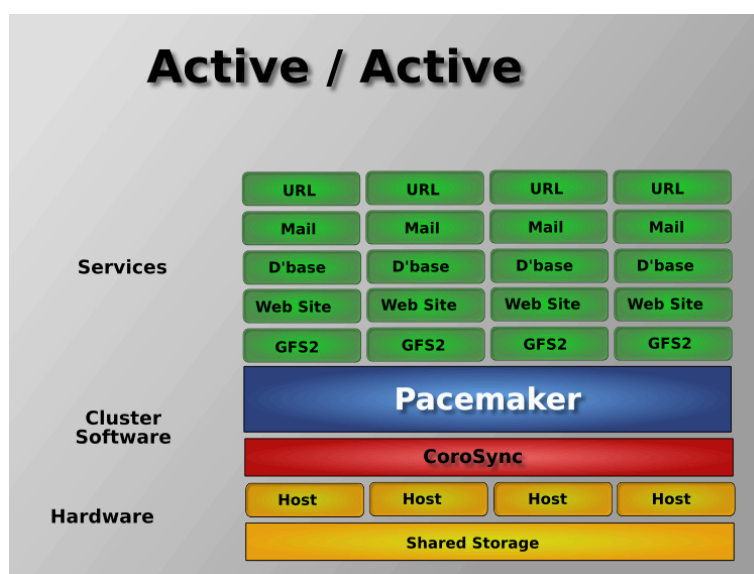 Active / Active
URL URL URL URL
Mail Mail Mail Mail
Services
D'base D'base D'base D'base
Web Site Web Site Web Site Web Site
GFS2 GFS2 GFS2 GFS2
Pacemaker
Cluster
Software
CoroSync
Host Host Host Host
Hardware
Shared Storage